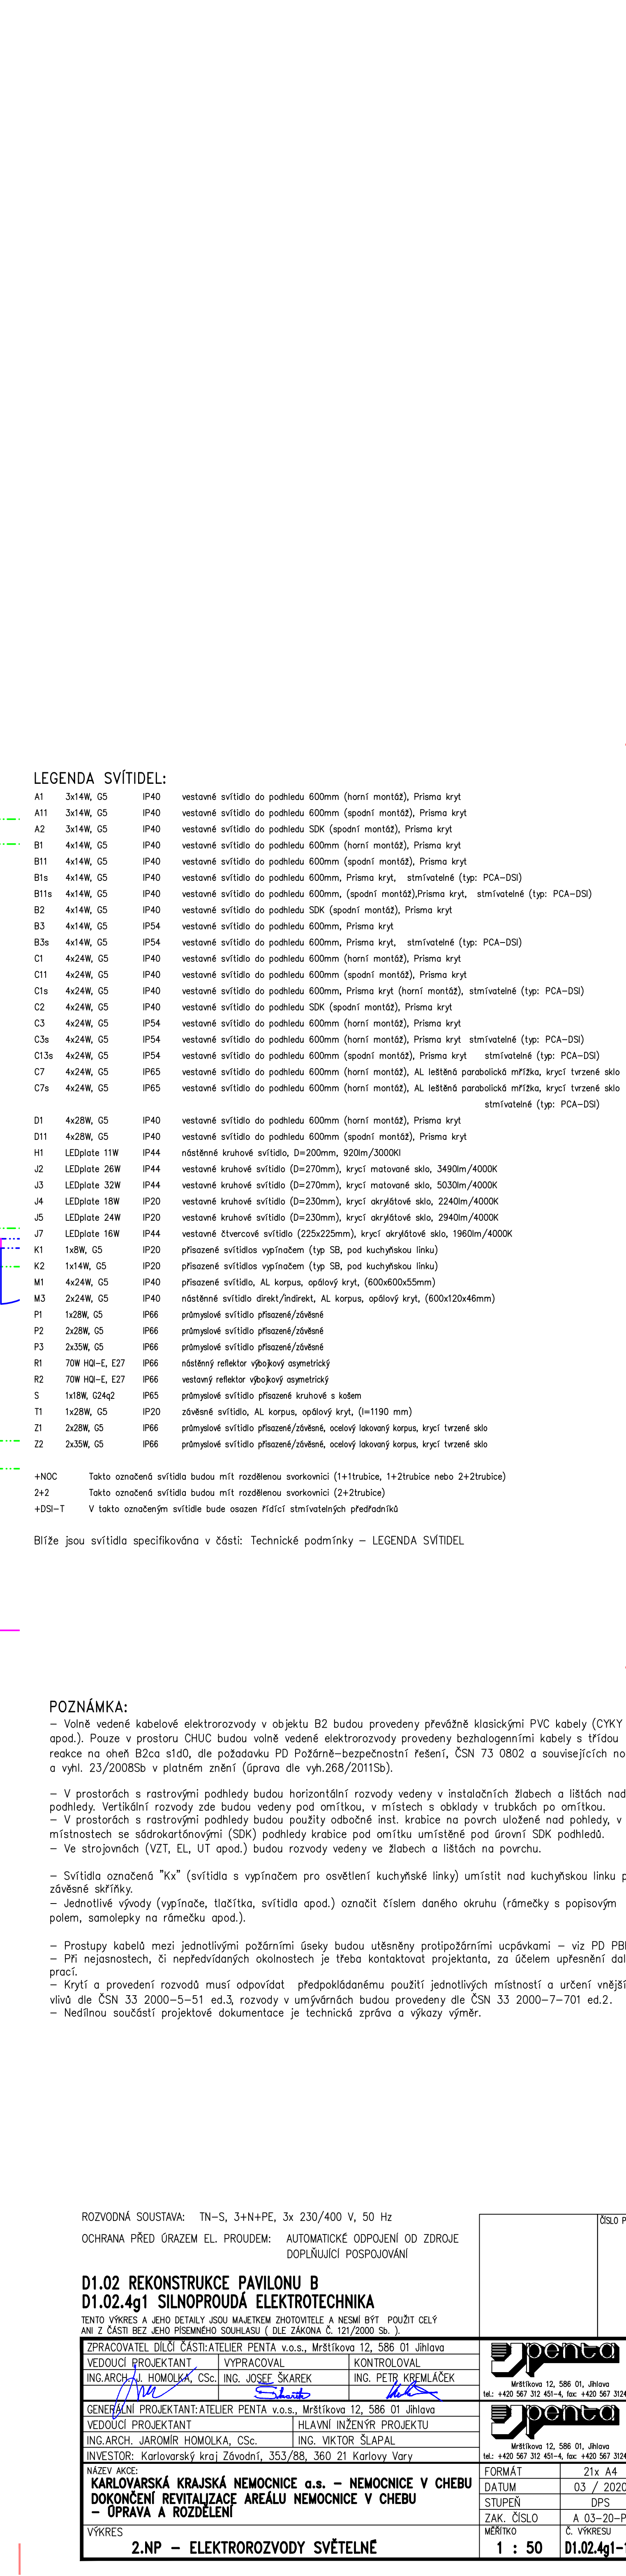 LEGENDA SVÍTIDEL:
A1 3x14W, G5 IP40 vestavné svítidlo do podhledu 600mm (horní montáž), Prisma kryt
A11 3x14W, G5 IP40 vestavné svítidlo do podhledu 600mm (spodní montáž), Prisma kryt
A2 3x14W, G5 IP40 vestavné svítidlo do podhledu SDK (spodní montáž), Prisma kryt
B1 4x14W, G5 IP40 vestavné svítidlo do podhledu 600mm (horní montáž), Prisma kryt
B11 4x14W, G5 IP40 vestavné svítidlo do podhledu 600mm (spodní montáž), Prisma kryt
B1s 4x14W, G5 IP40 vestavné svítidlo do podhledu 600mm, Prisma kryt, stmívatelné (typ: PCA-DSI)
B11s 4x14W, G5 IP40 vestavné svítidlo do podhledu 600mm, (spodní montáž),Prisma kryt, stmívatelné (typ: PCA-DSI)
B2 4x14W, G5 IP40 vestavné svítidlo do podhledu SDK (spodní montáž), Prisma kryt
B3 4x14W, G5 IP54 vestavné svítidlo do podhledu 600mm, Prisma kryt
B3s 4x14W, G5 IP54 vestavné svítidlo do podhledu 600mm, Prisma kryt, stmívatelné (typ: PCA-DSI)
C1 4x24W, G5 IP40 vestavné svítidlo do podhledu 600mm (horní montáž), Prisma kryt
C11 4x24W, G5 IP40 vestavné svítidlo do podhledu 600mm (spodní montáž), Prisma kryt
C1s 4x24W, G5 IP40 vestavné svítidlo do podhledu 600mm, Prisma kryt (horní montáž), stmívatelné (typ: PCA-DSI)
C2 4x24W, G5 IP40 vestavné svítidlo do podhledu SDK (spodní montáž), Prisma kryt
C3 4x24W, G5 IP54 vestavné svítidlo do podhledu 600mm (horní montáž), Prisma kryt
C3s 4x24W, G5 IP54 vestavné svítidlo do podhledu 600mm (horní montáž), Prisma kryt stmívatelné (typ: PCA-DSI)
C13s 4x24W, G5 IP54 vestavné svítidlo do podhledu 600mm (spodní montáž), Prisma kryt stmívatelné (typ: PCA-DSI)
C7 4x24W, G5 IP65 vestavné svítidlo do podhledu 600mm (horní montáž), AL leštěná parabolická mřížka, krycí tvrzené sklo
C7s 4x24W, G5 IP65 vestavné svítidlo do podhledu 600mm (horní montáž), AL leštěná parabolická mřížka, krycí tvrzené sklo
stmívatelné (typ: PCA-DSI)
D1 4x28W, G5 IP40 vestavné svítidlo do podhledu 600mm (horní montáž), Prisma kryt
D11 4x28W, G5 IP40 vestavné svítidlo do podhledu 600mm (spodní montáž), Prisma kryt
H1 LEDplate 11W IP44 nástěnné kruhové svítidlo, D=200mm, 920lm/3000Kl
J2 LEDplate 26W IP44 vestavné kruhové svítidlo (D=270mm), krycí matované sklo, 3490lm/4000K
J3 LEDplate 32W IP44 vestavné kruhové svítidlo (D=270mm), krycí matované sklo, 5030lm/4000K
J4 LEDplate 18W IP20 vestavné kruhové svítidlo (D=230mm), krycí akrylátové sklo, 2240lm/4000K
J5 LEDplate 24W IP20 vestavné kruhové svítidlo (D=230mm), krycí akrylátové sklo, 2940lm/4000K
J7 LEDplate 16W IP44 vestavné čtvercové svítidlo (225x225mm), krycí akrylátové sklo, 1960lm/4000K
K1 1x8W, G5 IP20 přisazené svítidlos vypínačem (typ SB, pod kuchyňskou linku)
K2 1x14W, G5 IP20 přisazené svítidlos vypínačem (typ SB, pod kuchyňskou linku)
M1 4x24W, G5 IP40 přisazené svítidlo, AL korpus, opálový kryt, (600x600x55mm)
M3 2x24W, G5 IP40 nástěnné svítidlo direkt/indirekt, AL korpus, opálový kryt, (600x120x46mm)
P1 1x28W, G5 IP66 průmyslové svítidlo přisazené/závěsné
P2 2x28W, G5 IP66 průmyslové svítidlo přisazené/závěsné
P3 2x35W, G5 IP66 průmyslové svítidlo přisazené/závěsné
R1 70W HQI-E, E27 IP66 nástěnný reflektor výbojkový asymetrický
R2 70W HQI-E, E27 IP66 vestavný reflektor výbojkový asymetrický
S 1x18W, G24q2 IP65 průmyslové svítidlo přisazené kruhové s košem
T1 1x28W, G5 IP20 závěsné svítidlo, AL korpus, opálový kryt, (l=1190 mm)
Z1 2x28W, G5 IP66 průmyslové svítidlo přisazené/závěsné, ocelový lakovaný korpus, krycí tvrzené sklo
Z2 2x35W, G5 IP66 průmyslové svítidlo přisazené/závěsné, ocelový lakovaný korpus, krycí tvrzené sklo
+NOC Takto označená svítidla budou mít rozdělenou svorkovnici (1+1trubice, 1+2trubice nebo 2+2trubice)
2+2 Takto označená svítidla budou mít rozdělenou svorkovnici (2+2trubice)
+DSI-T V takto označeným svítidle bude osazen řídící stmívatelných předřadníků
Blíže jsou svítidla specifikována v části: Technické podmínky - LEGENDA SVÍTIDEL
POZNÁMKA:
- Volně vedené kabelové elektrorozvody v objektu B2 budou provedeny převážně klasickými PVC kabely (CYKY
apod.). Pouze v prostoru CHUC budou volně vedené elektrorozvody provedeny bezhalogenními kabely s třídou
reakce na oheň B2ca s1d0, dle požadavku PD Požárně-bezpečnostní řešení, ČSN 73 0802 a souvisejících no
a vyhl. 23/2008Sb v platném znění (úprava dle vyh.268/2011Sb).
- V prostorách s rastrovými podhledy budou horizontální rozvody vedeny v instalačních žlabech a lištách nad
podhledy. Vertikální rozvody zde budou vedeny pod omítkou, v místech s obklady v trubkách po omítkou.
- V prostorách s rastrovými podhledy budou použity odbočné inst. krabice na povrch uložené nad pohledy, v
místnostech se sádrokartónovými (SDK) podhledy krabice pod omítku umístěné pod úrovní SDK podhledů.
- Ve strojovnách (VZT, EL, UT apod.) budou rozvody vedeny ve žlabech a lištách na povrchu.
- Svítidla označená "Kx" (svítidla s vypínačem pro osvětlení kuchyňské linky) umístit nad kuchyňskou linku p
závěsné skříňky.
- Jednotlivé vývody (vypínače, tlačítka, svítidla apod.) označit číslem daného okruhu (rámečky s popisovým
polem, samolepky na rámečku apod.).
- Prostupy kabelů mezi jednotlivými požárními úseky budou utěsněny protipožárními ucpávkami - viz PD PB
- Při nejasnostech, či nepředvídaných okolnostech je třeba kontaktovat projektanta, za účelem upřesnění dal
prací.
- Krytí a provedení rozvodů musí odpovídat předpokládanému použití jednotlivých místností a určení vnější
vlivů dle ČSN 33 2000-5-51 ed.3, rozvody v umývárnách budou provedeny dle ČSN 33 2000-7-701 ed.2.
- Nedílnou součástí projektové dokumentace je technická zpráva a výkazy výměr.
ROZVODNÁ SOUSTAVA: TN-S, 3+N+PE, 3x 230/400 V, 50 Hz
OCHRANA PŘED ÚRAZEM EL. PROUDEM: AUTOMATICKÉ ODPOJENÍ OD ZDROJE
DOPLŇUJÍCÍ POSPOJOVÁNÍ
ČÍSLO P
D1.02 REKONSTRUKCE PAVILONU B
D1.02.4g1 SILNOPROUDÁ ELEKTROTECHNIKA
TENTO VÝKRES A JEHO DETAILY JSOU MAJETKEM ZHOTOVITELE A NESMÍ BÝT POUŽIT CELÝ
ANI Z ČÁSTI BEZ JEHO PÍSEMNÉHO SOUHLASU ( DLE ZÁKONA Č. 121/2000 Sb. ).
ZPRACOVATEL DÍLČÍ ČÁSTI:ATELIER PENTA v.o.s., Mrštíkova 12, 586 01 Jihlava
VEDOUCÍ PROJEKTANT VYPRACOVAL KONTROLOVAL
ING.ARCH. J. HOMOLKA, CSc. ING. JOSEF ŠKAREK ING. PETR KREMLÁČEK
penta
Mrštíkova 12, 586 01, Jihlava
tel.: +420 567 312 451-4, fax: +420 567 3124
GENERÁLNÍ PROJEKTANT:ATELIER PENTA v.o.s., Mrštíkova 12, 586 01 Jihlava
VEDOUCÍ PROJEKTANT HLAVNÍ INŽENÝR PROJEKTU
ING.ARCH. JAROMÍR HOMOLKA, CSc. ING. VIKTOR ŠLAPAL
INVESTOR: Karlovarský kraj Závodní, 353/88, 360 21 Karlovy Vary
penta
Mrštíkova 12, 586 01, Jihlava
tel.: +420 567 312 451-4, fax: +420 567 3124
NÁZEV AKCE:
KARLOVARSKÁ KRAJSKÁ NEMOCNICE a.s. - NEMOCNICE V CHEBU
DOKONČENÍ REVITALIZACE AREÁLU NEMOCNICE V CHEBU
- ÚPRAVA A ROZDĚLENÍ
FORMÁT 21x A4
DATUM 03 / 2020
STUPEŇ DPS
ZAK. ČÍSLO A 03-20-P
VÝKRES
2.NP - ELEKTROROZVODY SVĚTELNÉ
MĚŘÍTKO Č. VÝKRESU
1 : 50 D1.02.4g1-